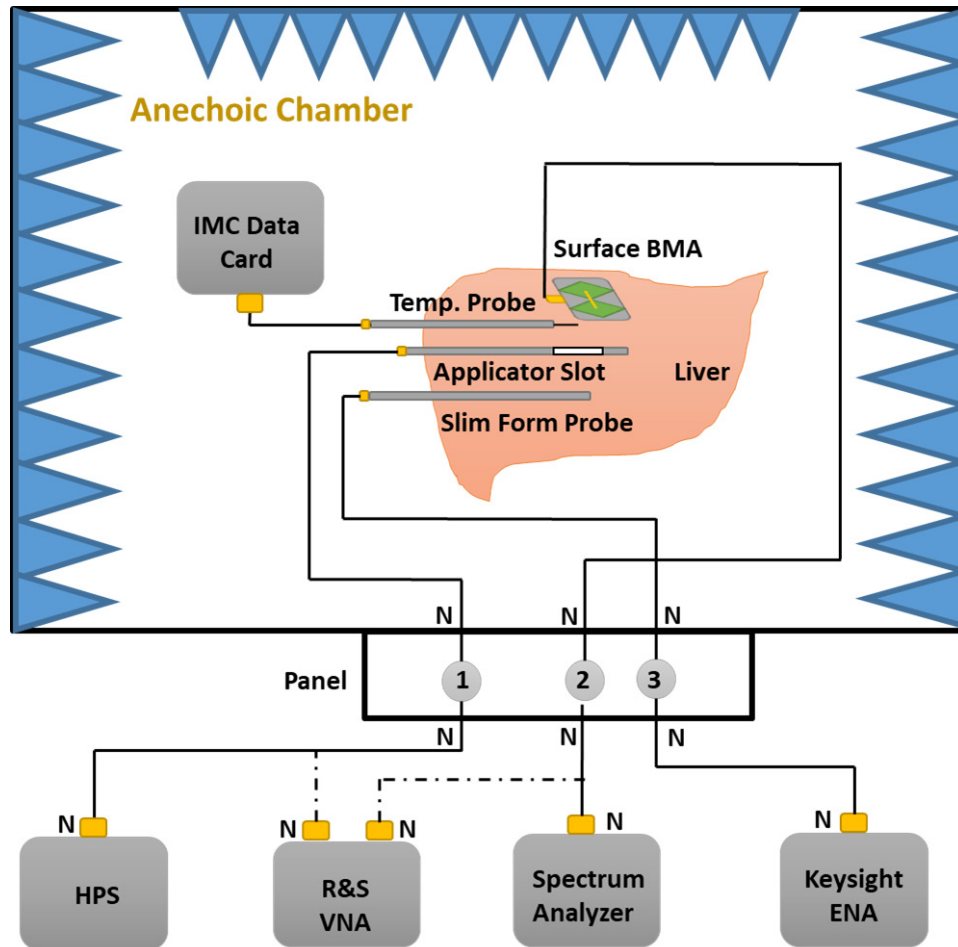 Anechoic Chamber
IMC Data
Card
Surface BMA
Temp. Probe
Applicator Slot
Liver
Slim Form Probe
N
N
N
Panel
1
2
3
N
N
N
N
N
N
N
N
HPS
R&S
VNA
Spectrum
Analyzer
Keysight
ENA